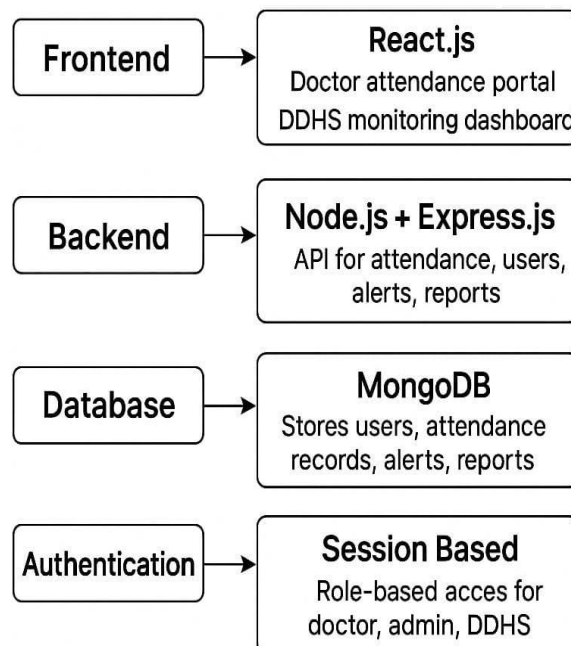 Frontend
React.js
Doctor attendance portal
DDHS monitoring dashboard
Backend
Node.js + Express.js
API for attendance, users,
alerts, reports
Database
MongoDB
Stores users, attendance
records, alerts, reports
Authentication
Session Based
Role-based acces for
doctor, admin, DDHS